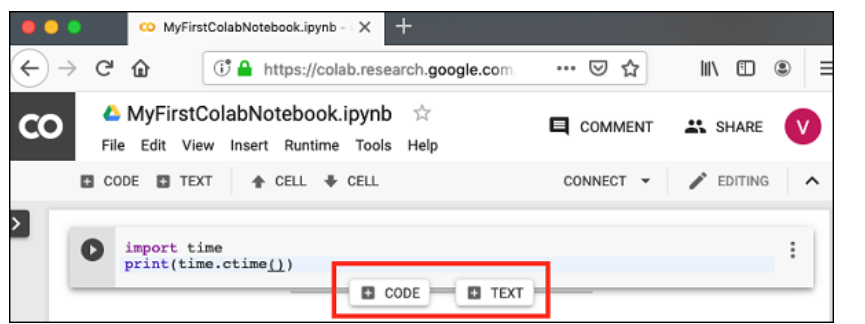 CO MyFirstColabNotebook.ipynb -
https://colab.research.google.com
CO MyFirstColabNotebook.ipynb
COMMENT SHARE V
File Edit View Insert Runtime Tools Help
CODE TEXT CELL CELL CONNECT EDITING
import time
print(time.ctime())
CODE TEXT